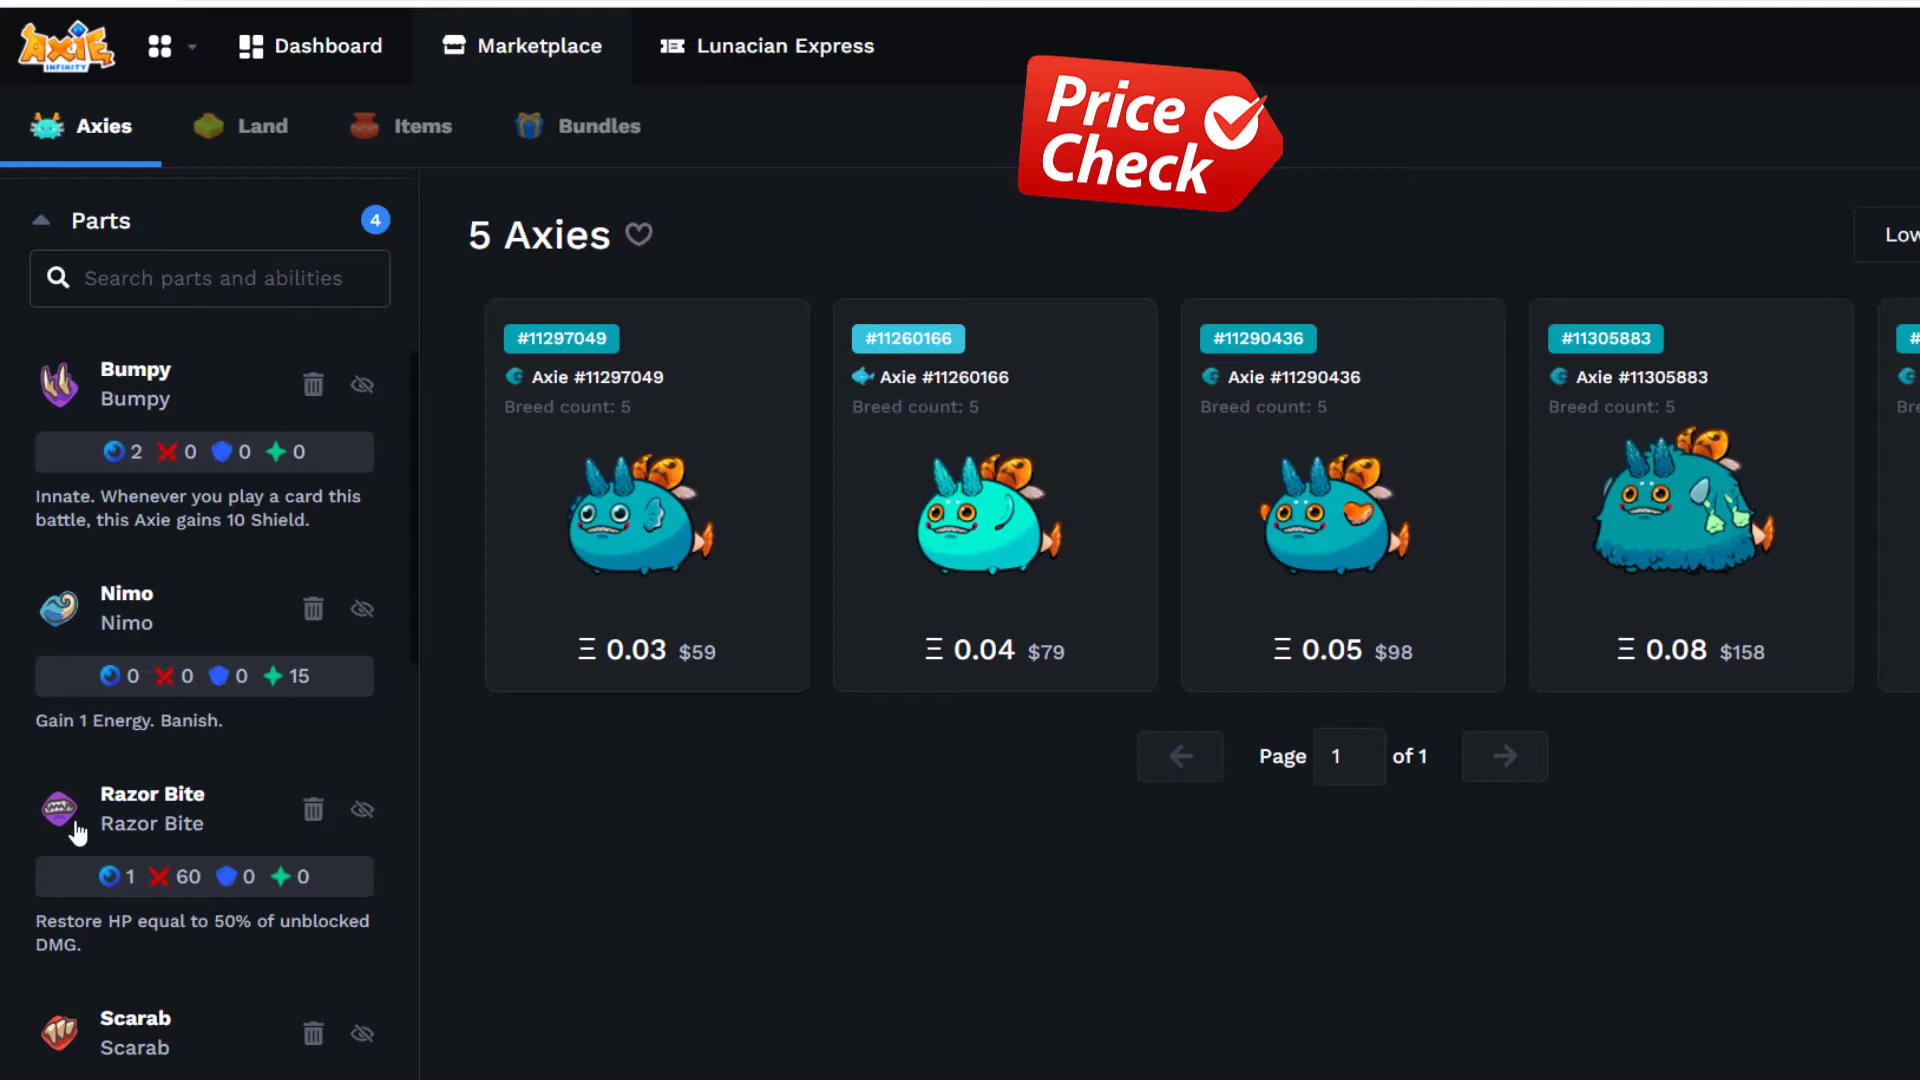 AXIE
INFINITY
Dashboard
Marketplace
Lunacian Express
Price
Check
Axies
Land
Items
Bundles
Parts
4
Search parts and abilities
5 Axies
Low
Bumpy
Bumpy
2 0 0 0
Innate. Whenever you play a card this
battle, this Axie gains 10 Shield.
Nimo
Nimo
0 0 0 15
Gain 1 Energy. Banish.
Razor Bite
Razor Bite
1 60 0 0
Restore HP equal to 50% of unblocked
DMG.
Scarab
Scarab
#11297049
Axie #11297049
Breed count: 5
Ξ 0.03 $59
#11260166
Axie #11260166
Breed count: 5
Ξ 0.04 $79
#11290436
Axie #11290436
Breed count: 5
Ξ 0.05 $98
#11305883
Axie #11305883
Breed count: 5
Ξ 0.08 $158
#
Bre
Page 1 of 1